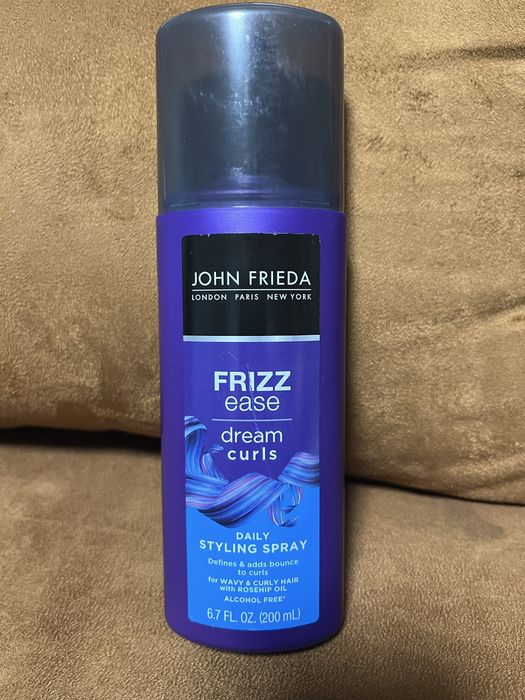 JOHN FRIEDA
LONDON PARIS NEW YORK
FRIZZ
ease
dream
curls
DAILY
STYLING SPRAY
Defines & adds bounce
to curls
for WAVY & CURLY HAIR
with ROSEHIP OIL
ALCOHOL FREE*
6.7 FL. OZ. (200 mL)